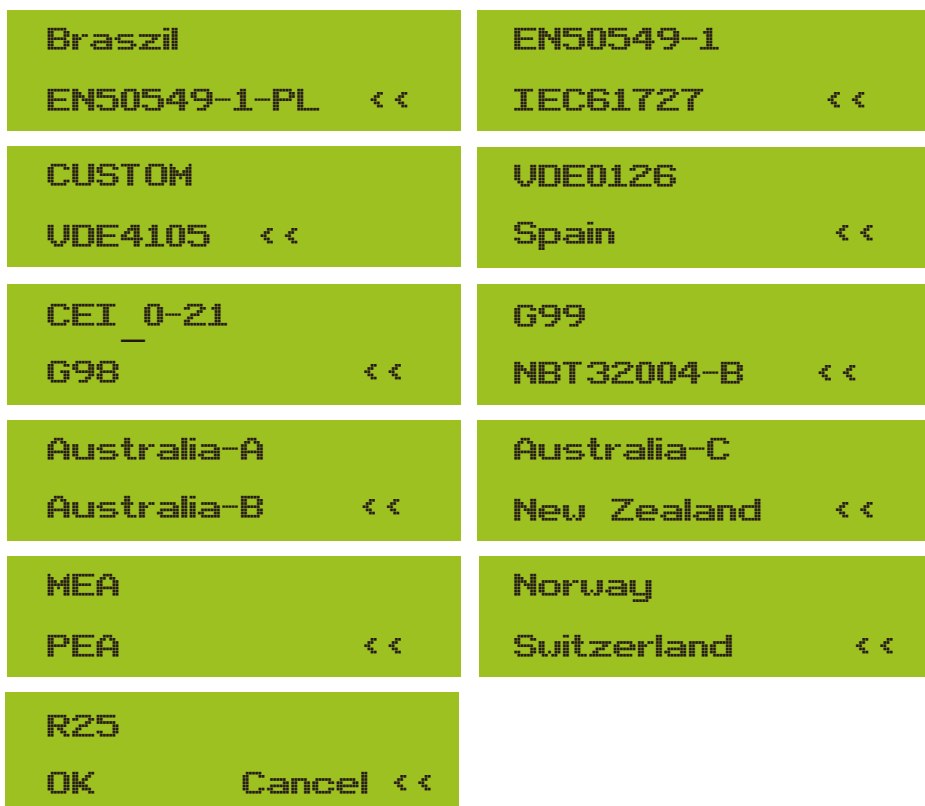 Braszil
EN50549-1-PL <<
EN50549-1
IEC61727 <<
CUSTOM
VDE4105 <<
VDE0126
Spain <<
CEI_0-21
G98 <<
G99
NBT32004-B <<
Australia-A
Australia-B <<
Australia-C
New Zealand <<
MEA
PEA <<
Norway
Switzerland <<
R25
OK Cancel <<